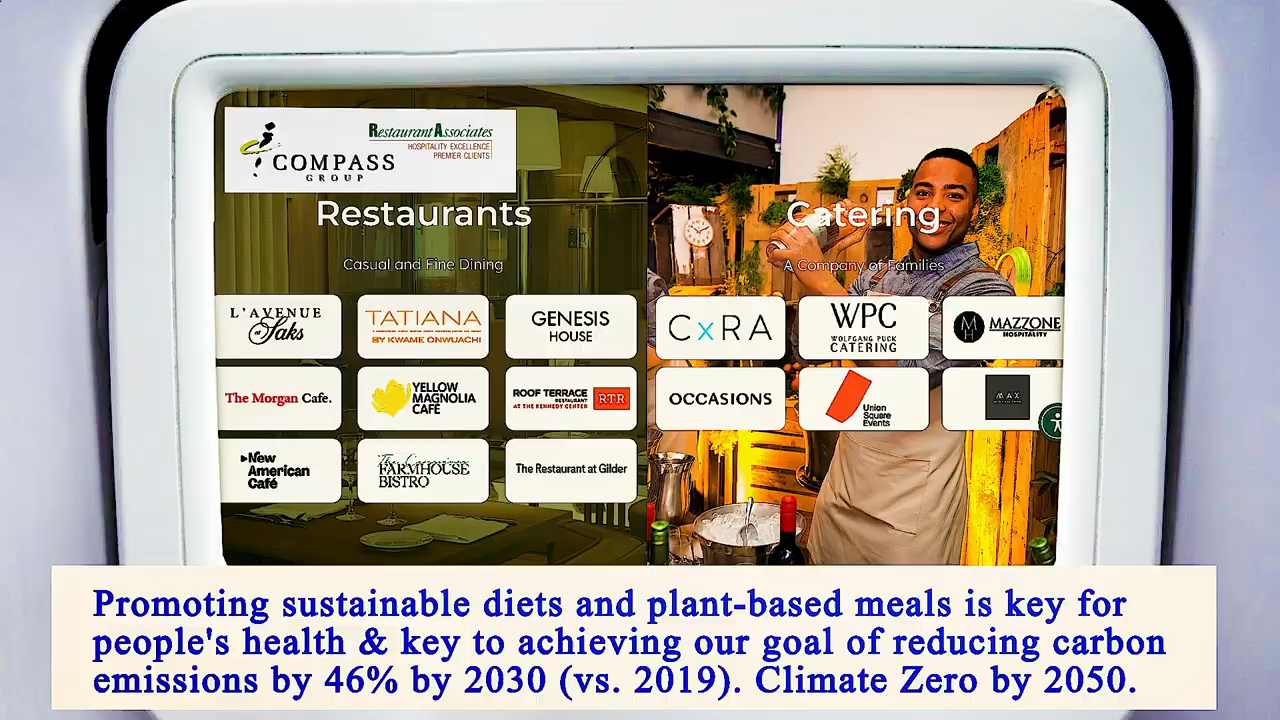 COMPASS
GROUP
Restaurant Associates
HOSPITALITY EXCELLENCE
PREMIER CLIENTS
Restaurants
Casual and Fine Dining
L'AVENUE
at Saks
TATIANA
BY KWAME ONWUACHI
GENESIS
HOUSE
The Morgan Cafe.
YELLOW
MAGNOLIA
CAFÉ
ROOF TERRACE
RESTAURANT
AT THE KENNEDY CENTER
RTR
New
American
Café
FARMHOUSE
BISTRO
The Restaurant at Gilder
Catering
A Company of Families
CxRA
WPC
WOLFGANG PUCK
CATERING
MH
MAZZONE
HOSPITALITY
OCCASIONS
Union
Square
Events
MAX
Promoting sustainable diets and plant-based meals is key for
people's health & key to achieving our goal of reducing carbon
emissions by 46% by 2030 (vs. 2019). Climate Zero by 2050.